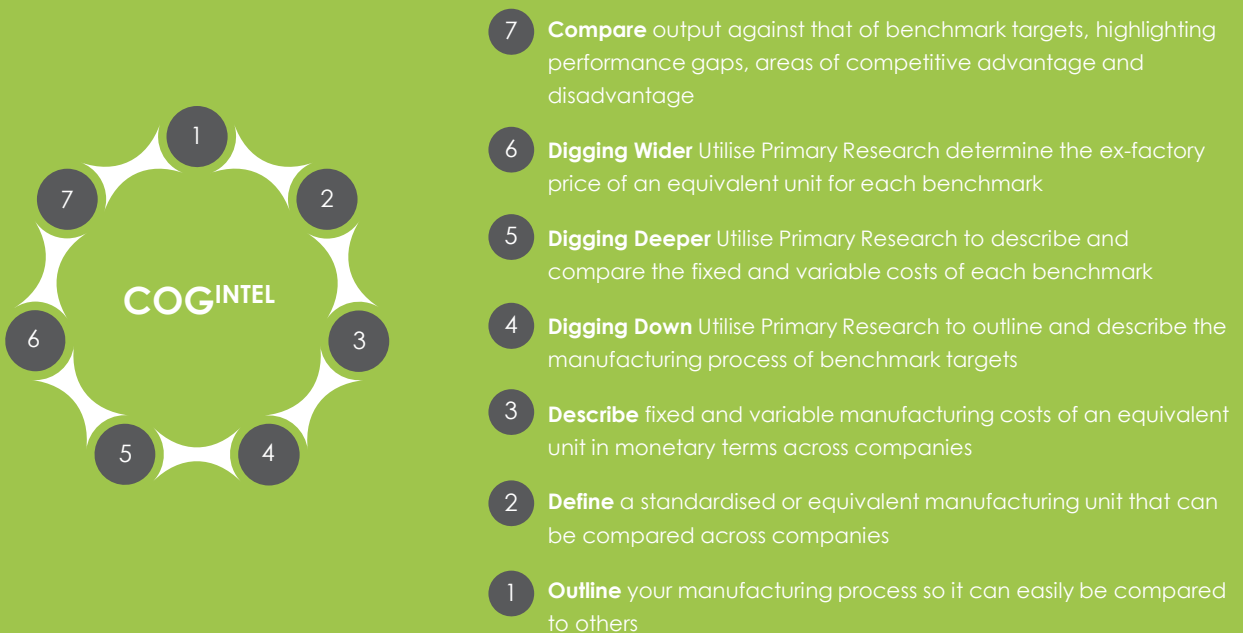 1
2
3
4
5
6
7
COG INTEL
7 Compare output against that of benchmark targets, highlighting
performance gaps, areas of competitive advantage and
disadvantage
6 Digging Wider Utilise Primary Research determine the ex-factory
price of an equivalent unit for each benchmark
5 Digging Deeper Utilise Primary Research to describe and
compare the fixed and variable costs of each benchmark
4 Digging Down Utilise Primary Research to outline and describe the
manufacturing process of benchmark targets
3 Describe fixed and variable manufacturing costs of an equivalent
unit in monetary terms across companies
2 Define a standardised or equivalent manufacturing unit that can
be compared across companies
1 Outline your manufacturing process so it can easily be compared
to others